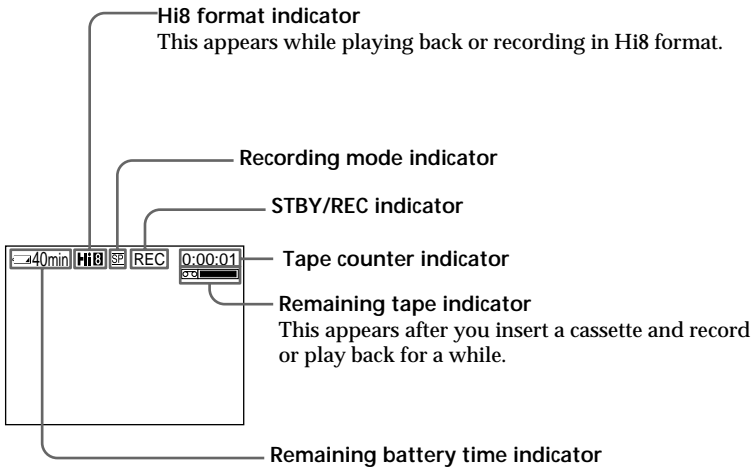 Hi8 format indicator
This appears while playing back or recording in Hi8 format.
Recording mode indicator
STBY/REC indicator
40min Hi8 SP REC 0:00:01
Tape counter indicator
Remaining tape indicator
This appears after you insert a cassette and record
or play back for a while.
Remaining battery time indicator